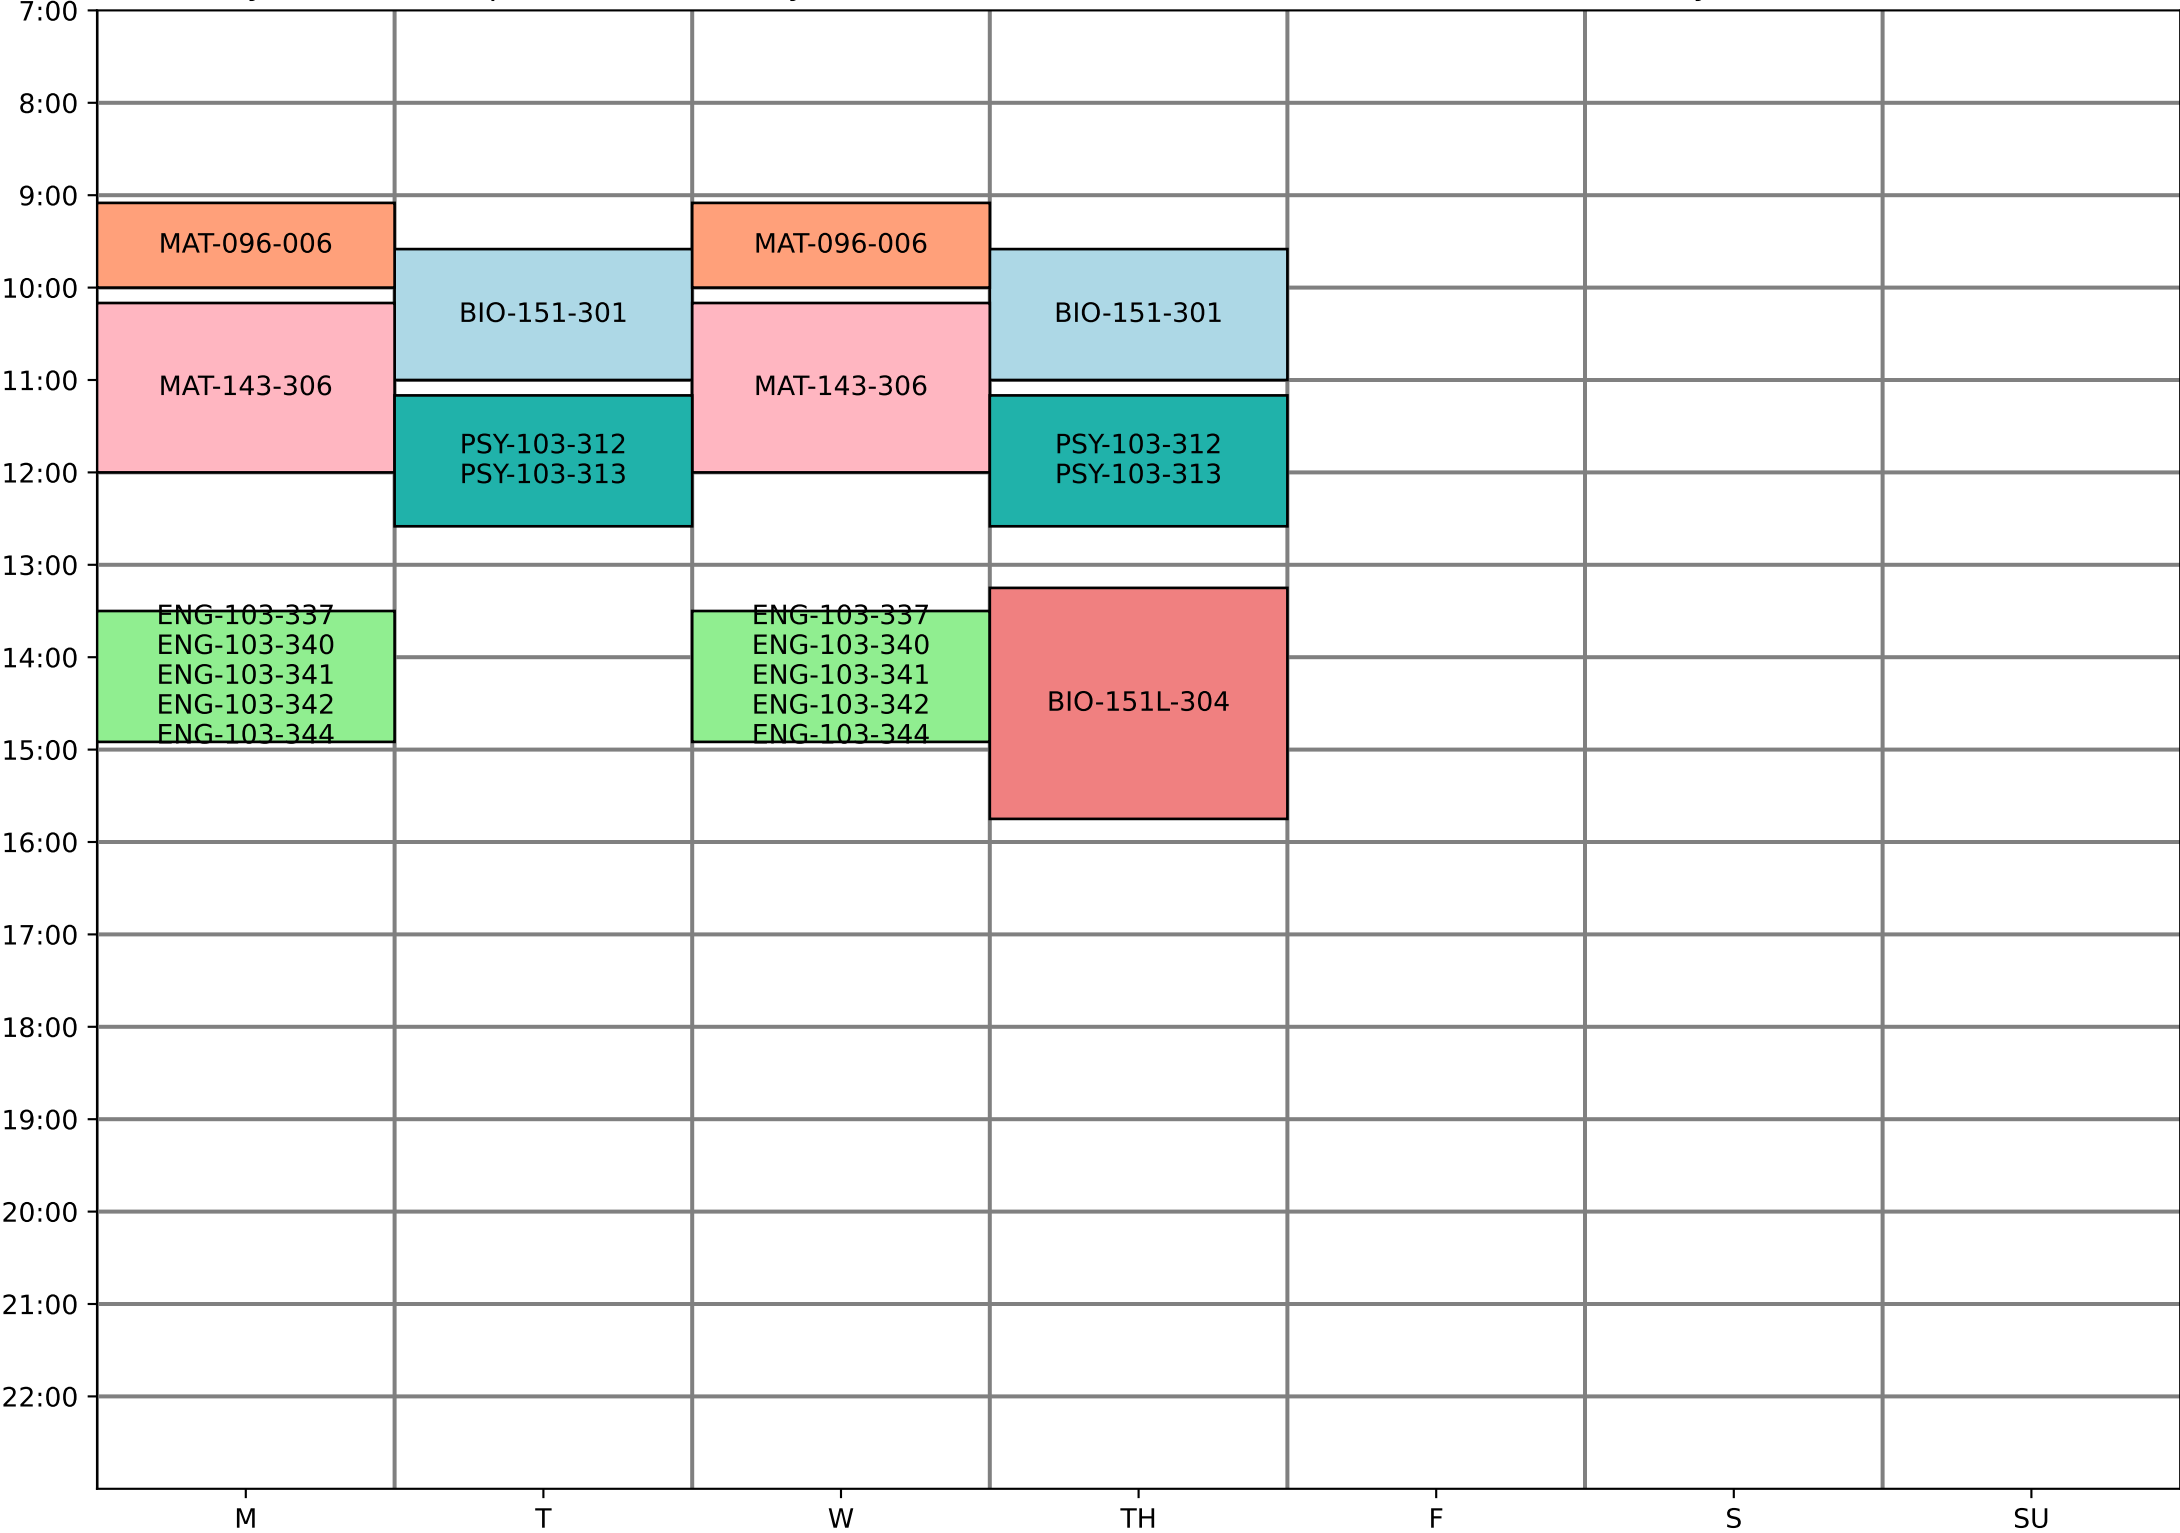 7:00
8:00
9:00
MAT-096-006
MAT-096-006
10:00
BIO-151-301
BIO-151-301
11:00
MAT-143-306
MAT-143-306
12:00
PSY-103-312
PSY-103-313
PSY-103-312
PSY-103-313
13:00
ENG-103-337
ENG-103-340
ENG-103-341
ENG-103-342
ENG-103-344
ENG-103-337
ENG-103-340
ENG-103-341
ENG-103-342
ENG-103-344
14:00
BIO-151L-304
15:00
16:00
17:00
18:00
19:00
20:00
21:00
22:00
M T W TH F S SU